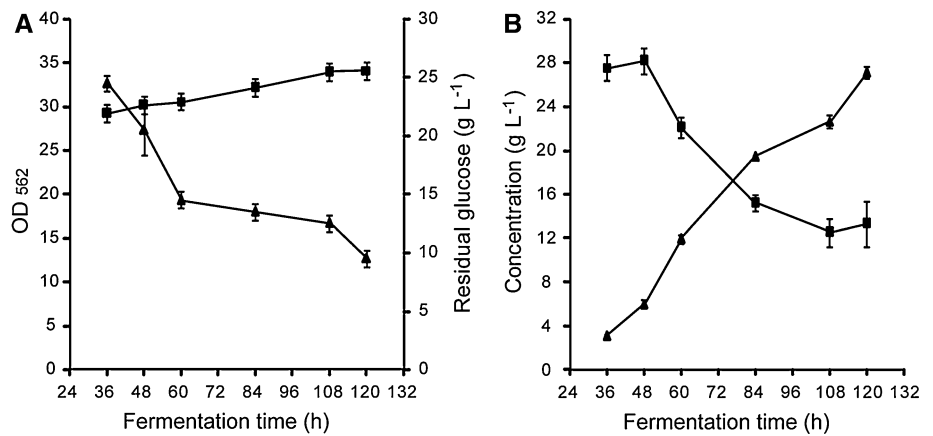 A
OD 562
40
35
30
25
20
15
10
5
0
24 36 48 60 72 84 96 108 120 132
Fermentation time (h)
30
25
20
15
10
5
0
Residual glucose (g L-1)
B
Concentration (g L-1)
32
28
24
20
16
12
8
4
0
24 36 48 60 72 84 96 108 120 132
Fermentation time (h)